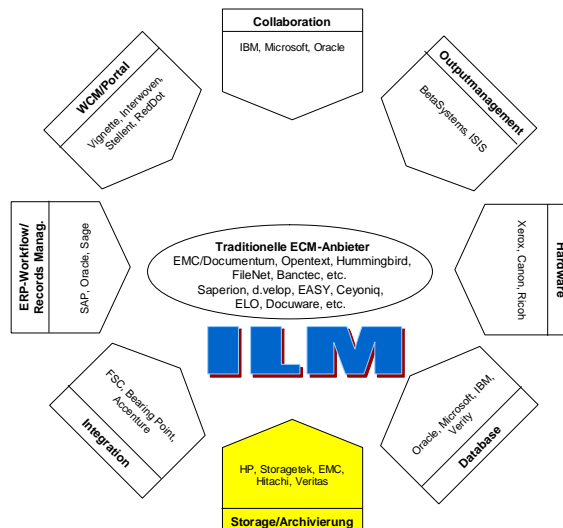 Collaboration
IBM, Microsoft, Oracle
WCM/Portal
Vignette, Interwoven,
Stellent, RedDot
Outputmanagement
BetaSystems, ISIS
ERP-Workflow/
Records Manag.
SAP, Oracle, Sage
Traditionelle ECM-Anbieter
EMC/Documentum, Opentext, Hummingbird,
FileNet, Banctec, etc.
Saperion, d.velop, EASY, Ceyoniq,
ELO, Docuware, etc.
Hardware
Xerox, Canon, Ricoh
ILM
FSC, Bearing Point,
Accenture
Integration
Oracle, Microsoft, IBM,
Verity
Database
HP, Storagetek, EMC,
Hitachi, Veritas
Storage/Archivierung